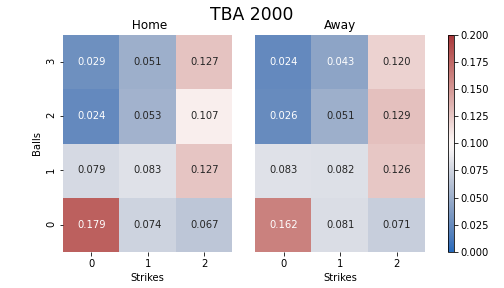 TBA 2000
Home Away
3 0.029 0.051 0.127 0.024 0.043 0.120
2 0.024 0.053 0.107 0.026 0.051 0.129
1 0.079 0.083 0.127 0.083 0.082 0.126
0 0.179 0.074 0.067 0.162 0.081 0.071
Balls
0 1 2 0 1 2
Strikes Strikes
0.200
0.175
0.150
0.125
0.100
0.075
0.050
0.025
0.000